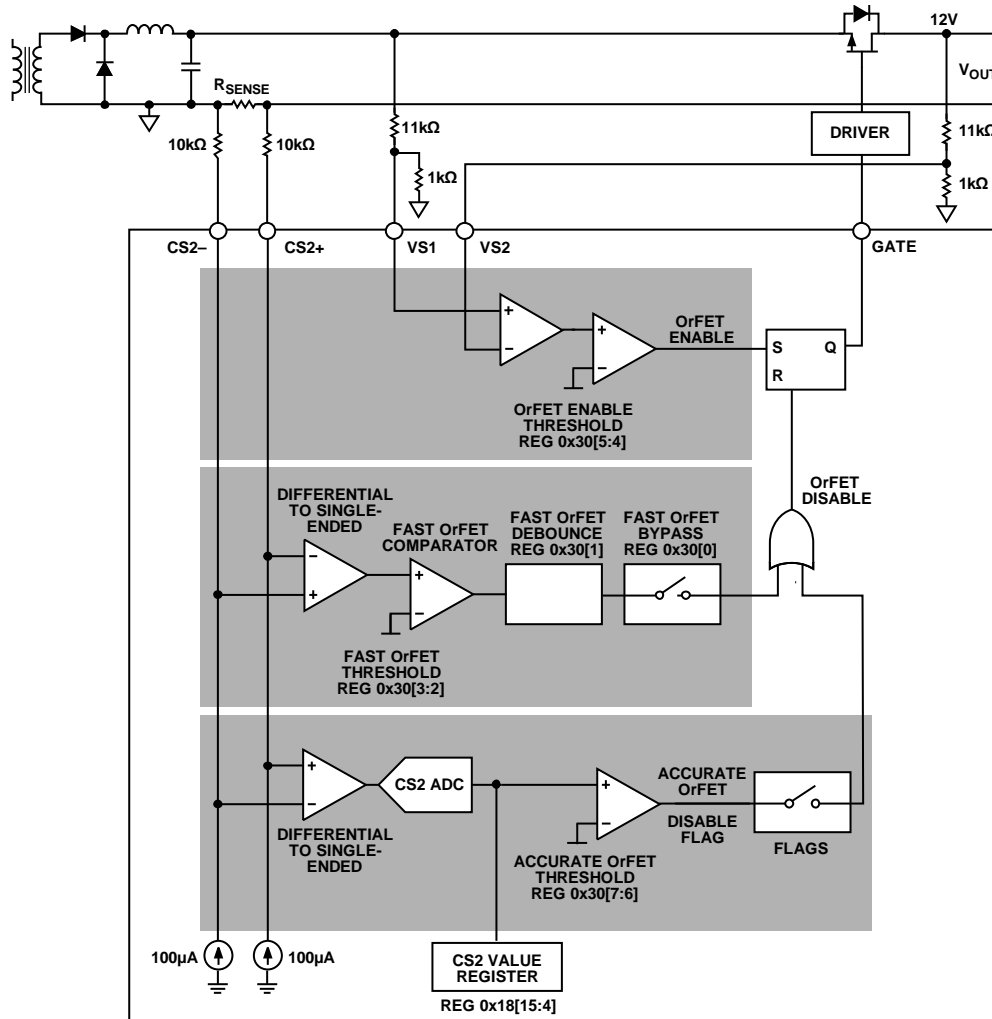 12V
VOUT
RSENSE
10kΩ
10kΩ
11kΩ
1kΩ
DRIVER
11kΩ
1kΩ
CS2–
CS2+
VS1
VS2
GATE
+
–
+
–
OrFET
ENABLE
S
Q
R
OrFET ENABLE
THRESHOLD
REG 0x30[5:4]
OrFET
DISABLE
DIFFERENTIAL
TO SINGLE-
ENDED
FAST OrFET
COMPARATOR
FAST OrFET
DEBOUNCE
REG 0x30[1]
FAST OrFET
BYPASS
REG 0x30[0]
–
+
+
–
FAST OrFET
THRESHOLD
REG 0x30[3:2]
+
–
CS2 ADC
DIFFERENTIAL
TO SINGLE-
ENDED
+
–
ACCURATE
OrFET
DISABLE
FLAG
FLAGS
ACCURATE OrFET
THRESHOLD
REG 0x30[7:6]
100µA
100µA
CS2 VALUE
REGISTER
REG 0x18[15:4]